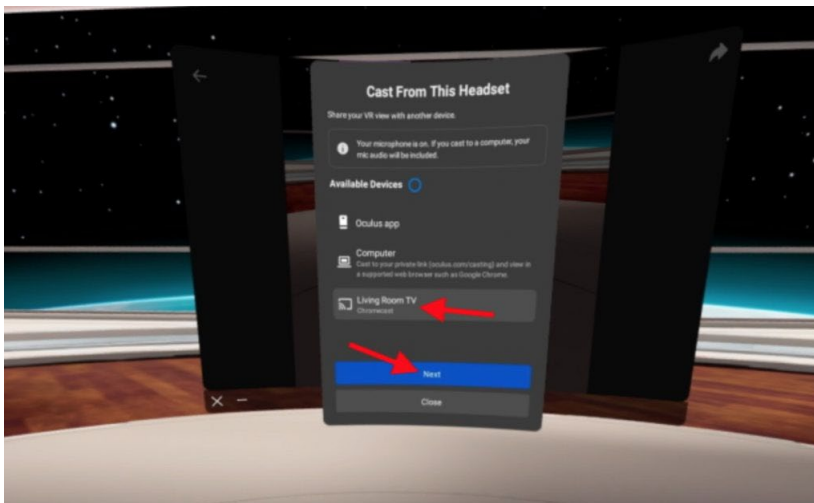 Cast From This Headset
Share your VR view with another device.
Your microphone is on. If you cast to a computer, your
mic audio will be included.
Available Devices
Oculus app
Computer
Cast to your private link (oculus.com/casting) and view in
a supported web browser such as Google Chrome.
Living Room TV
Chromecast
Next
Close